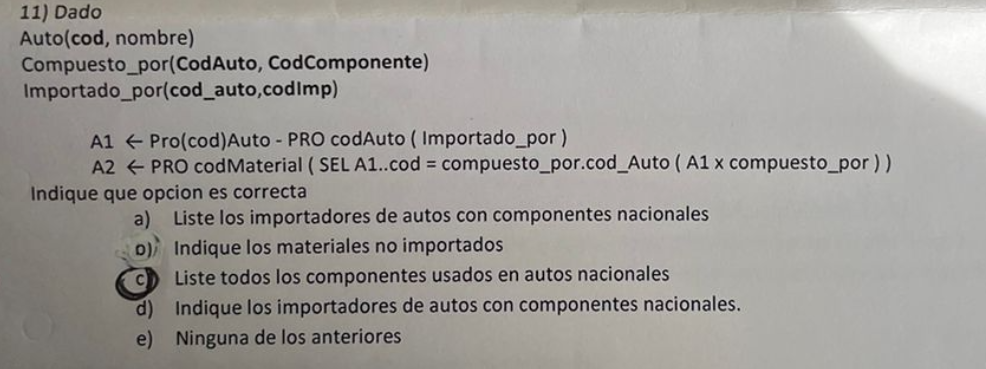 11) Dado
Auto(cod, nombre)
Compuesto_por(CodAuto, CodComponente)
Importado_por(cod_auto,codImp)
A1 ← Pro(cod)Auto - PRO codAuto ( Importado_por )
A2 ← PRO codMaterial ( SEL A1..cod = compuesto_por.cod_Auto ( A1 x compuesto_por ) )
Indique que opcion es correcta
a) Liste los importadores de autos con componentes nacionales
b) Indique los materiales no importados
c) Liste todos los componentes usados en autos nacionales
d) Indique los importadores de autos con componentes nacionales.
e) Ninguna de los anteriores